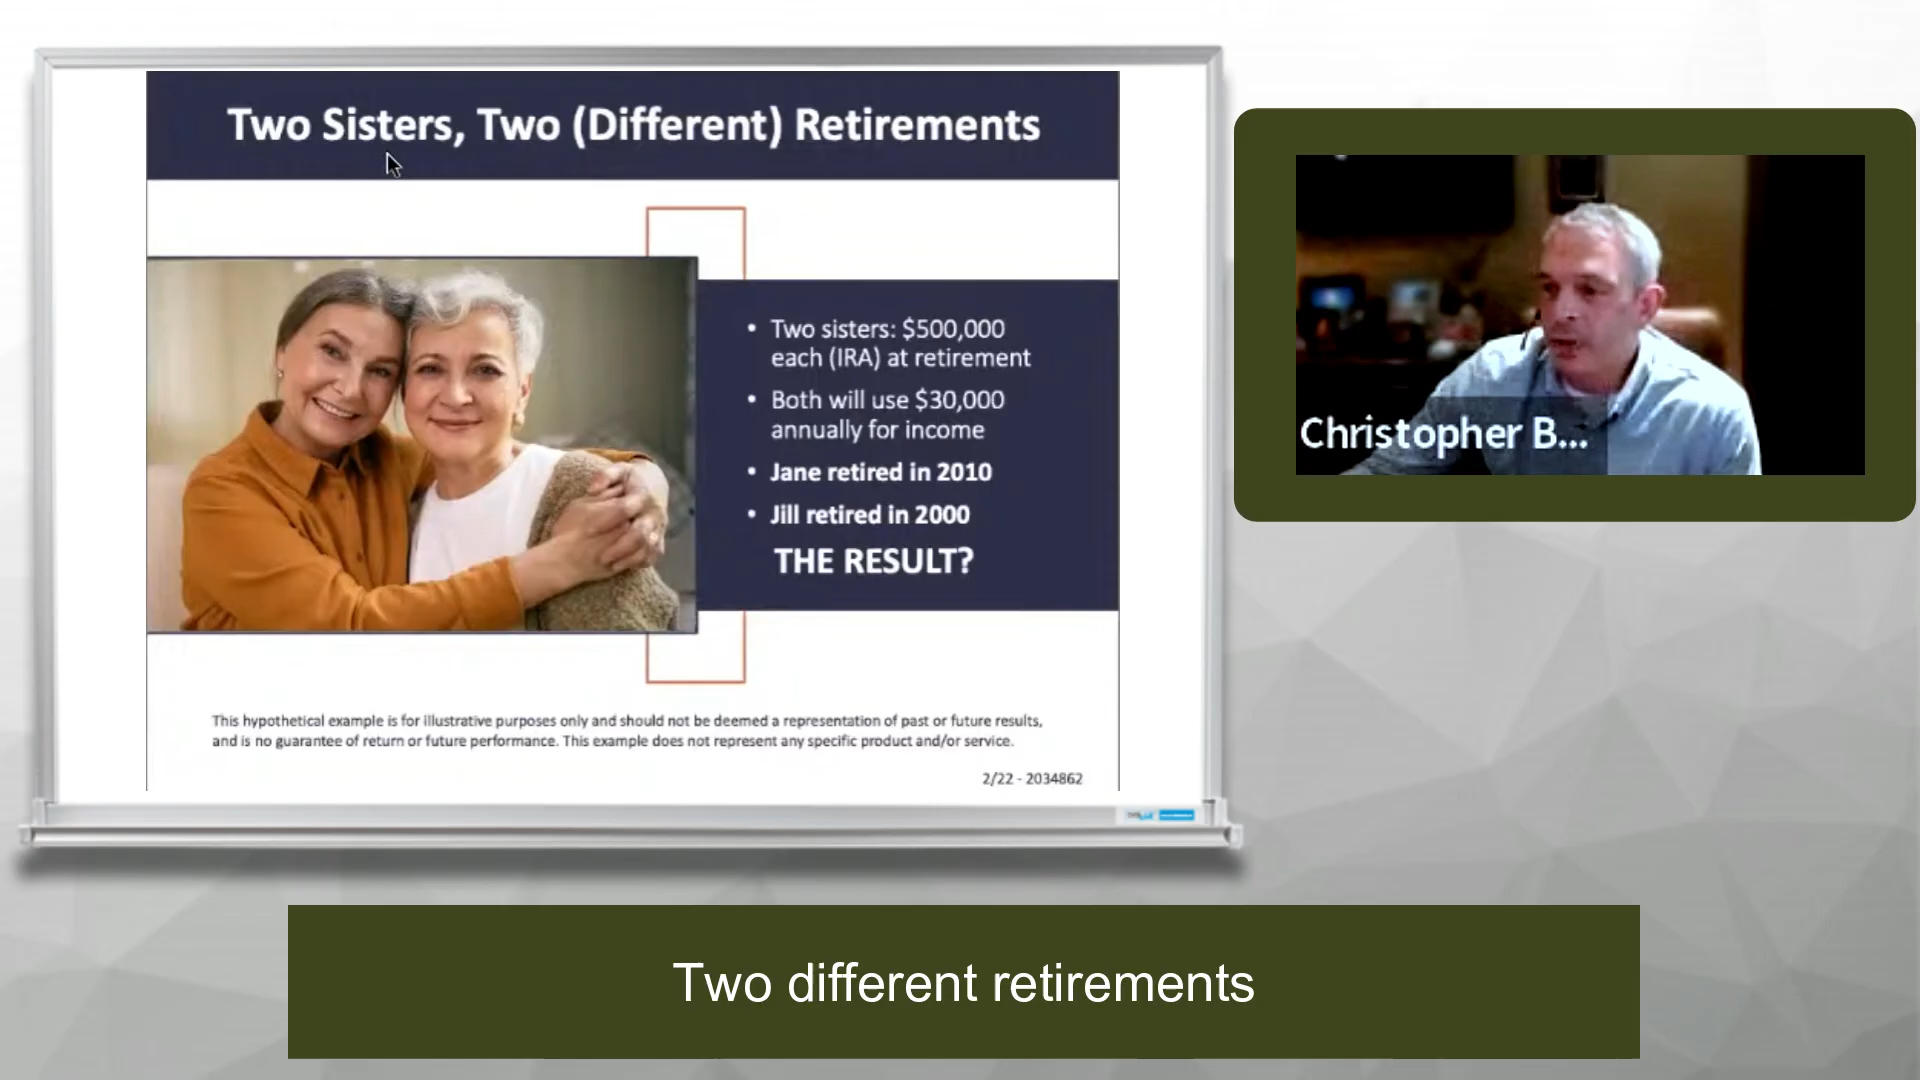 Two Sisters, Two (Different) Retirements
• Two sisters: $500,000
each (IRA) at retirement
• Both will use $30,000
annually for income
• Jane retired in 2010
• Jill retired in 2000
THE RESULT?
This hypothetical example is for illustrative purposes only and should not be deemed a representation of past or future results,
and is no guarantee of return or future performance. This example does not represent any specific product and/or service.
2/22 - 2034862
Christopher B...
Two different retirements